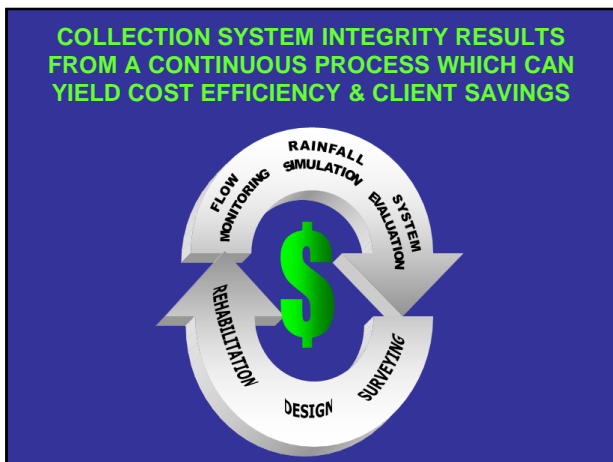 COLLECTION SYSTEM INTEGRITY RESULTS
FROM A CONTINUOUS PROCESS WHICH CAN
YIELD COST EFFICIENCY & CLIENT SAVINGS
FLOW
MONITORING
RAINFALL
SIMULATION
SYSTEM
EVALUATION
$
SURVEYING
DESIGN
REHABILITATION